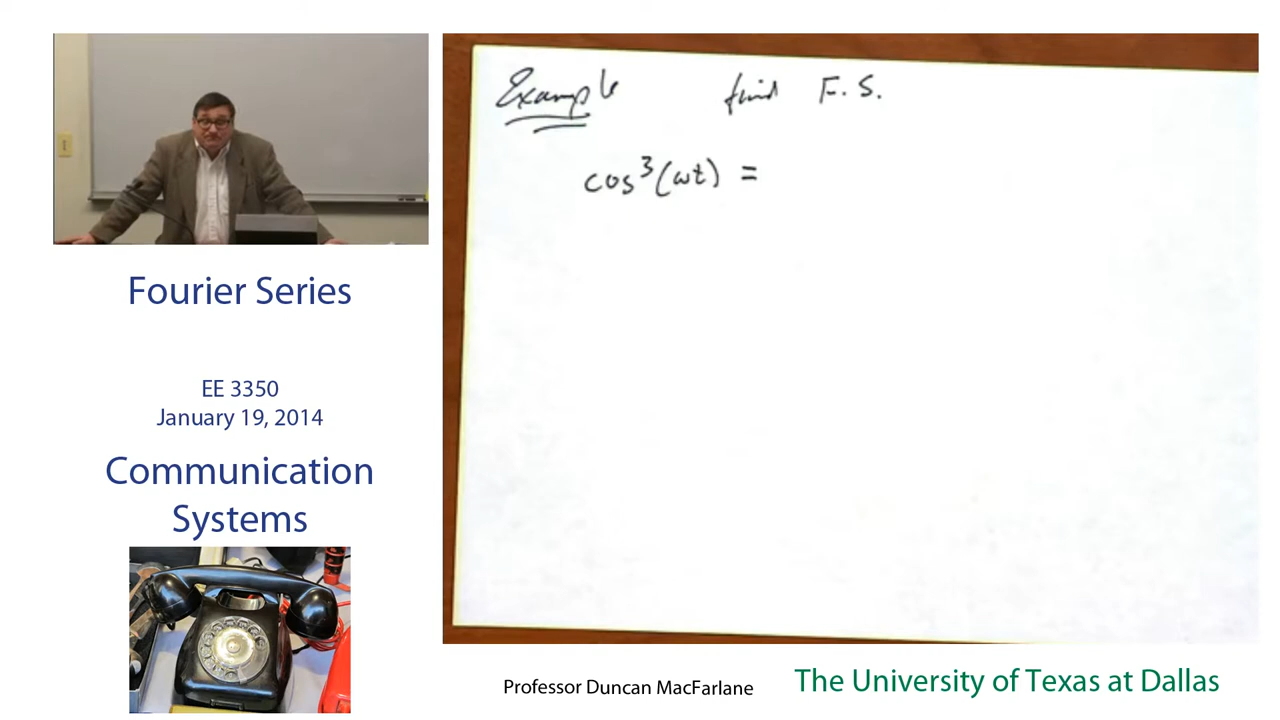 Example find F. S.
cos³(ωt) =
Fourier Series
EE 3350
January 19, 2014
Communication
Systems
Professor Duncan MacFarlane
The University of Texas at Dallas